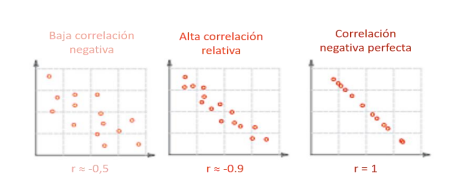 Baja correlación
negativa
Alta correlación
relativa
Correlación
negativa perfecta
r ≈ -0,5
r ≈ -0.9
r = 1